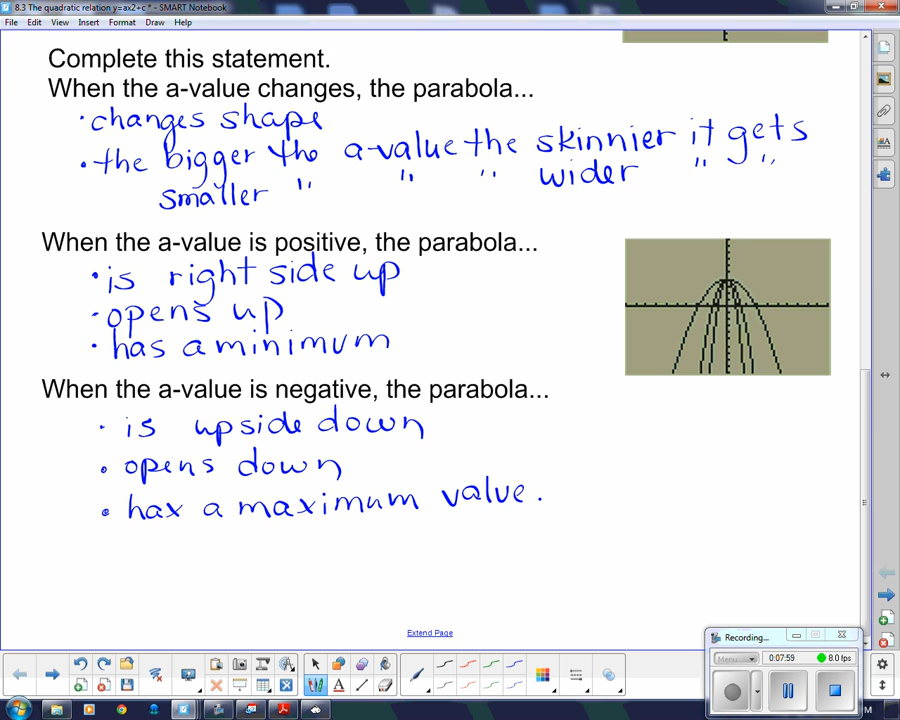 8.3 The quadratic relation y=ax2+c * - SMART Notebook
File Edit View Insert Format Draw Help
Complete this statement.
When the a-value changes, the parabola...
• changes shape
• the bigger the a-value the skinnier it gets
smaller " " " wider " "
When the a-value is positive, the parabola...
• is right side up
• opens up
• has a minimum
When the a-value is negative, the parabola...
• is upside down
• opens down
• hax a maximum value.
Extend Page
Recording...
Menu
0:07:59 8.0 fps